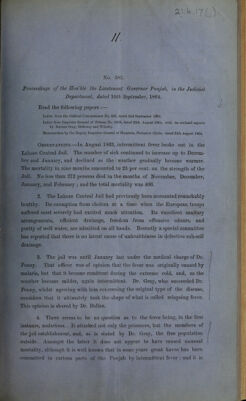 21.h.17(3)
II.
No. 585.
Proceedings of the Hon'ble the Lieutenant Governor Punjab, in the Judicial
Department, dated 16th September, 1864.
Read the following papers:—
OBSERVATIONS.—In August 1863, intermittent fever broke out in the
Lahore Central Jail. The number of sick continued to increase up to Decem-
ber and January, and declined as the weather gradually became warmer.
The mortality in nine months amounted to 25 per cent. on the strength of the
Jail. No less than 312 persons died in the months of November, December,
January, and February; and the total mortality was 460.
2. The Lahore Central Jail had previously been accounted remarkably
healthy. Its exemption from cholera at a time when the European troops
suffered most severely had excited much attention. Its excellent sanitary
arrangements, efficient drainage, freedom from offensive odours, and
purity of well water, are admitted on all hands. Recently a special committee
has reported that there is no latent cause of unhealthiness in defective sub-soil
drainage.
3. The jail was until January last under the medical charge of Dr.
Penny. That officer was of opinion that the fever was originally caused by
malaria, but that it became remittent during the extreme cold, and, as the
weather became milder, again intermittent. Dr. Gray, who succeeded Dr.
Penny, whilst agreeing with him concerning the original type of the disease,
considers that it ultimately took the shape of what is called relapsing fever.
This opinion is shared by Dr. Hallen.
4. There seems to be no question as to the fever being, in the first
instance, malarious. It attacked not only the prisoners, but the members of
the jail establishment, and, as is stated by Dr. Gray, the free population
outside. Amongst the latter it does not appear to have caused unusual
mortality, although it is well known that in some years great havoc has been
committed in various parts of the Punjab by intermittent fever; and it is